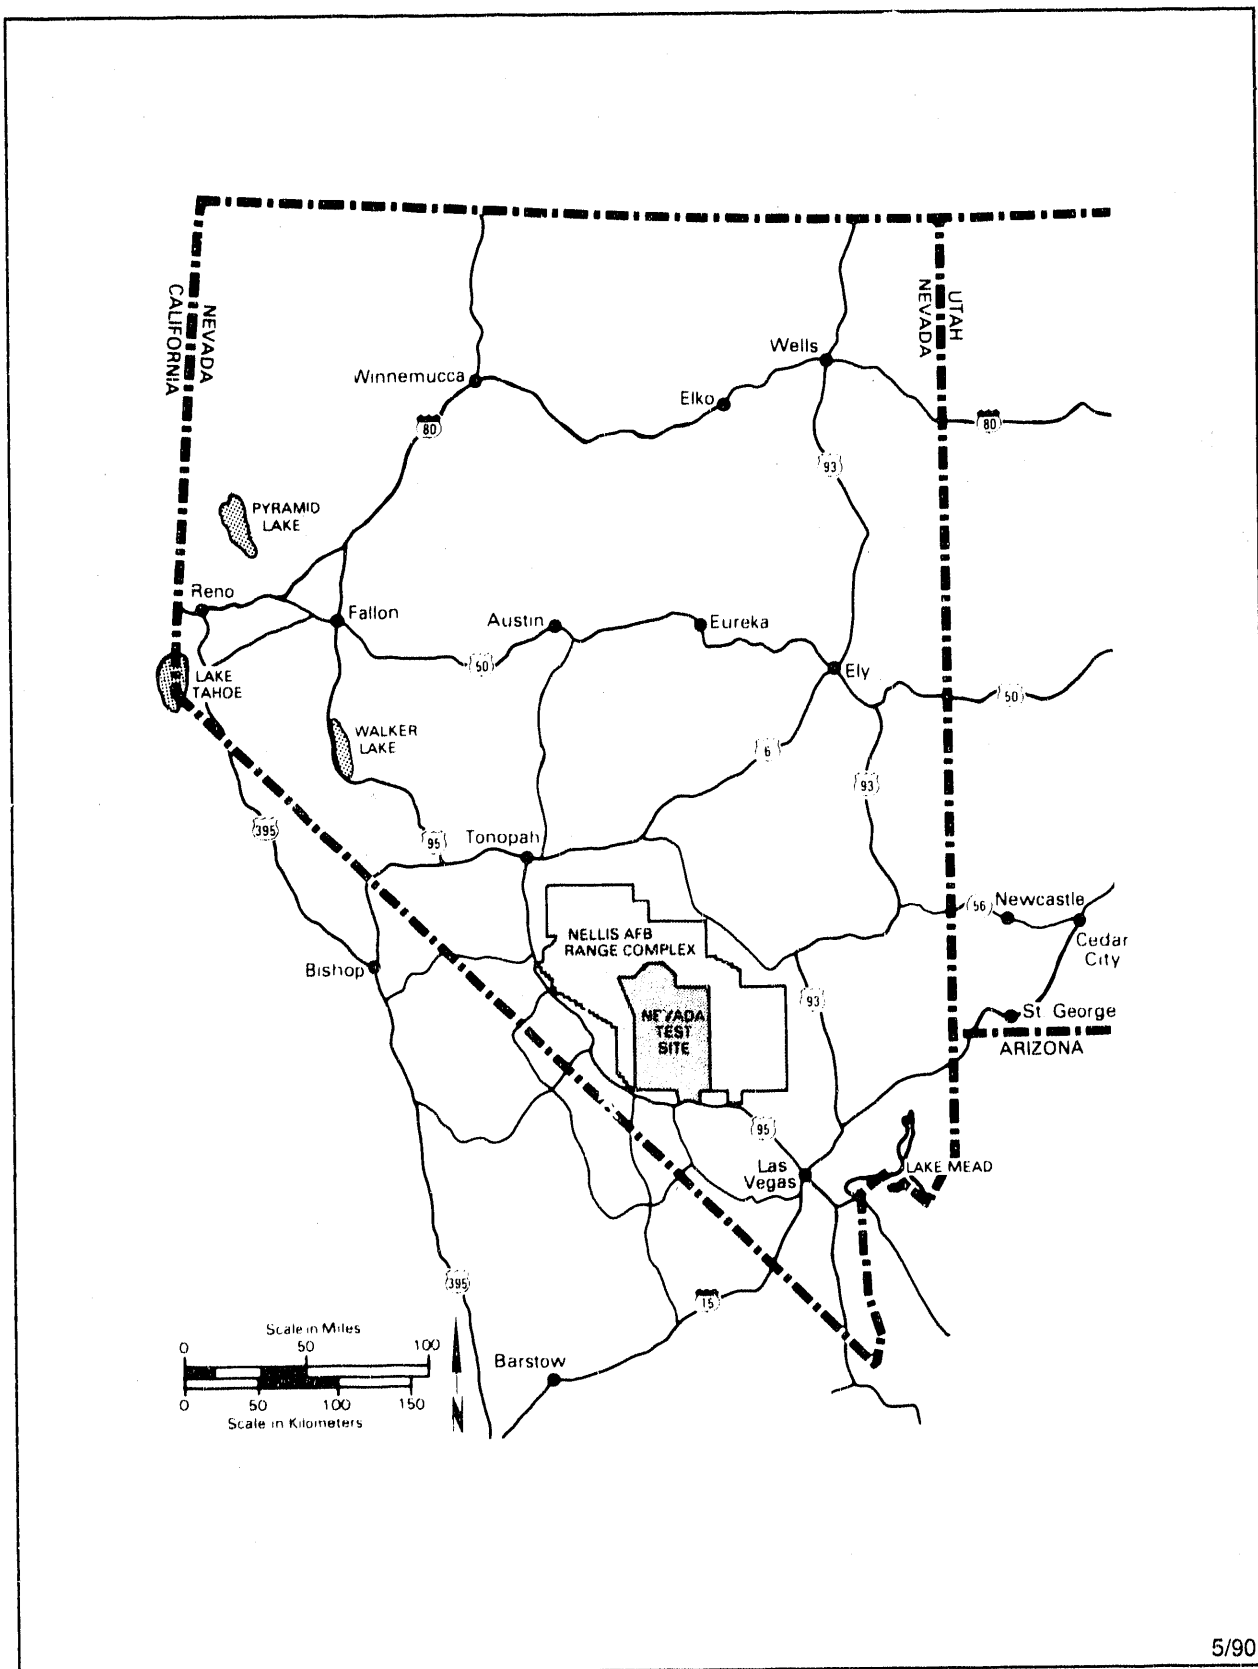 NEVADA
CALIFORNIA
UTAH
NEVADA
Wells
Winnemucca
Elko
80
80
93
PYRAMID
LAKE
Reno
Fallon
Austin
Eureka
50
Ely
LAKE
TAHOE
50
WALKER
LAKE
6
93
395
95
Tonopah
56
Newcastle
Cedar
City
NELLIS AFB
RANGE COMPLEX
Bishop
93
NEVADA
TEST
SITE
St George
ARIZONA
95
Las
Vegas
LAKE MEAD
395
15
Scale in Miles
0 50 100
Barstow
0 50 100 150
Scale in Kilometers
N
5/90